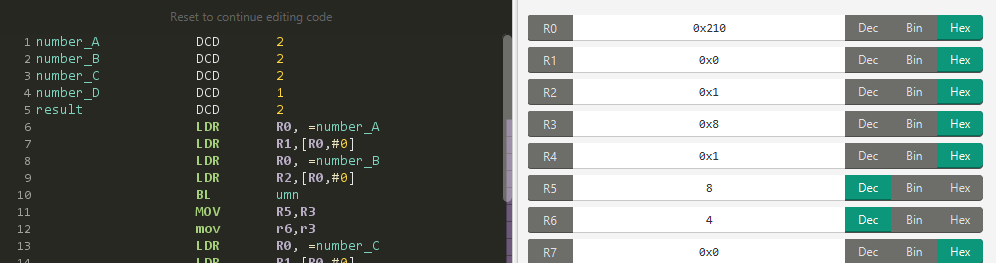 Reset to continue editing code
1 number_A DCD 2
2 number_B DCD 2
3 number_C DCD 2
4 number_D DCD 1
5 result DCD 2
6 LDR R0, =number_A
7 LDR R1,[R0,#0]
8 LDR R0, =number_B
9 LDR R2,[R0,#0]
10 BL umn
11 MOV R5,R3
12 mov r6,r3
13 LDR R0, =number_C
14 LDR R1,[R0,#0]
R0 0x210 Dec Bin Hex
R1 0x0 Dec Bin Hex
R2 0x1 Dec Bin Hex
R3 0x8 Dec Bin Hex
R4 0x1 Dec Bin Hex
R5 8 Dec Bin Hex
R6 4 Dec Bin Hex
R7 0x0 Dec Bin Hex